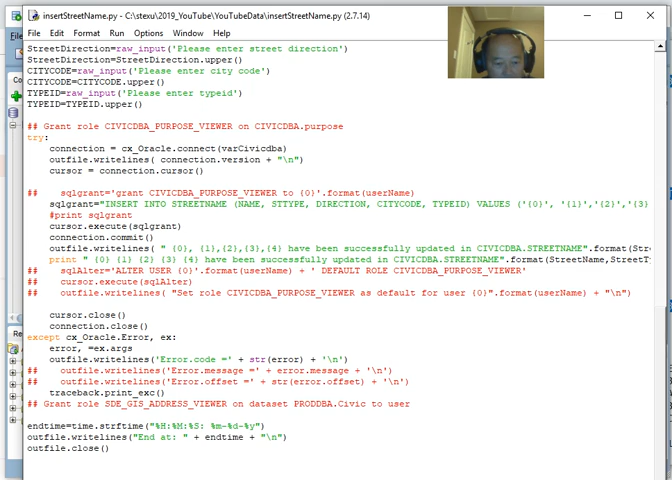 insertStreetName.py - C:\stexu\2019_YouTube\YouTubeData\insertStreetName.py (2.7.14)
File Edit Format Run Options Window Help
StreetDirection=raw_input('Please enter street direction')
StreetDirection=StreetDirection.upper()
CITYCODE=raw_input('Please enter city code')
CITYCODE=CITYCODE.upper()
TYPEID=raw_input('Please enter typeid')
TYPEID=TYPEID.upper()
## Grant role CIVICDBA_PURPOSE_VIEWER on CIVICDBA.purpose
try:
connection = cx_Oracle.connect(varCivicdba)
outfile.writelines( connection.version + "\n")
cursor = connection.cursor()
## sqlgrant='grant CIVICDBA_PURPOSE_VIEWER to {0}'.format(userName)
sqlgrant="INSERT INTO STREETNAME (NAME, STTYPE, DIRECTION, CITYCODE, TYPEID) VALUES ('{0}', '{1}','{2}','{3}
#print sqlgrant
cursor.execute(sqlgrant)
connection.commit()
outfile.writelines( " {0}, {1},{2},{3},{4} have been successfully updated in CIVICDBA.STREETNAME".format(Stre
print " {0} {1} {2} {3} {4} have been successfully updated in CIVICDBA.STREETNAME".format(StreetName,StreetTy
## sqlAlter='ALTER USER {0}'.format(userName) + ' DEFAULT ROLE CIVICDBA_PURPOSE_VIEWER'
## cursor.execute(sqlAlter)
## outfile.writelines( "Set role CIVICDBA_PURPOSE_VIEWER as default for user {0}".format(userName) + "\n")
cursor.close()
connection.close()
except cx_Oracle.Error, ex:
error, =ex.args
outfile.writelines('Error.code =' + str(error) + '\n')
## outfile.writelines('Error.message =' + error.message + '\n')
## outfile.writelines('Error.offset =' + str(error.offset) + '\n')
traceback.print_exc()
## Grant role SDE_GIS_ADDRESS_VIEWER on dataset PRODDBA.Civic to user
endtime=time.strftime("%H:%M:%S: %m-%d-%y")
outfile.writelines("End at: " + endtime + "\n")
outfile.close()